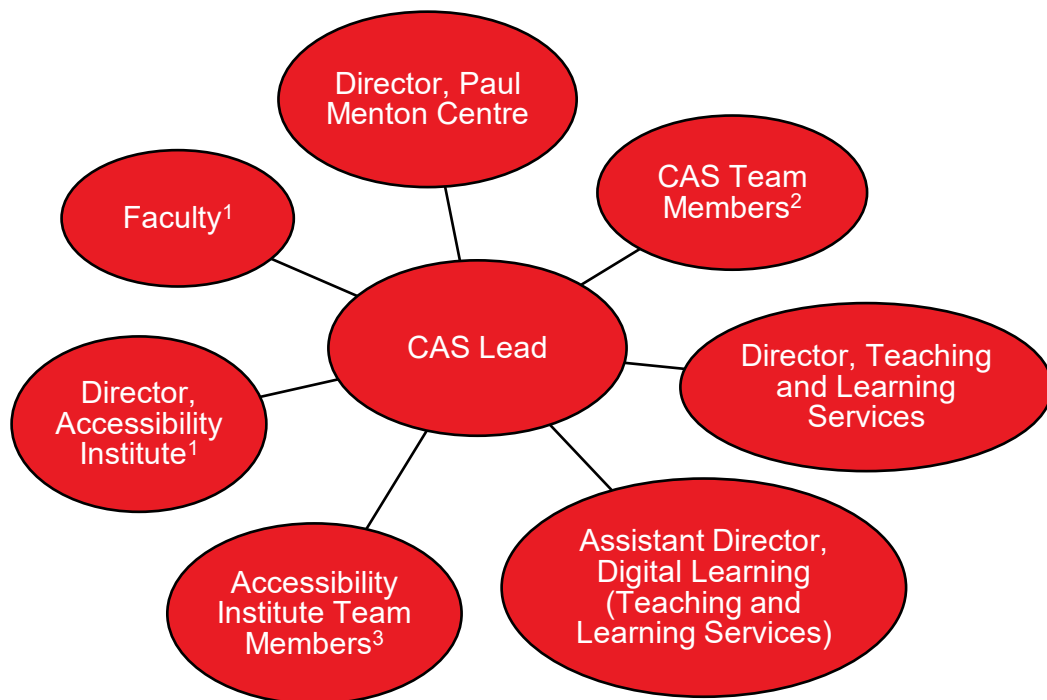 Director, Paul
Menton Centre
CAS Team
Members²
Faculty¹
CAS Lead
Director, Teaching
and Learning
Services
Director,
Accessibility
Institute¹
Assistant Director,
Digital Learning
(Teaching and
Learning Services)
Accessibility
Institute Team
Members³